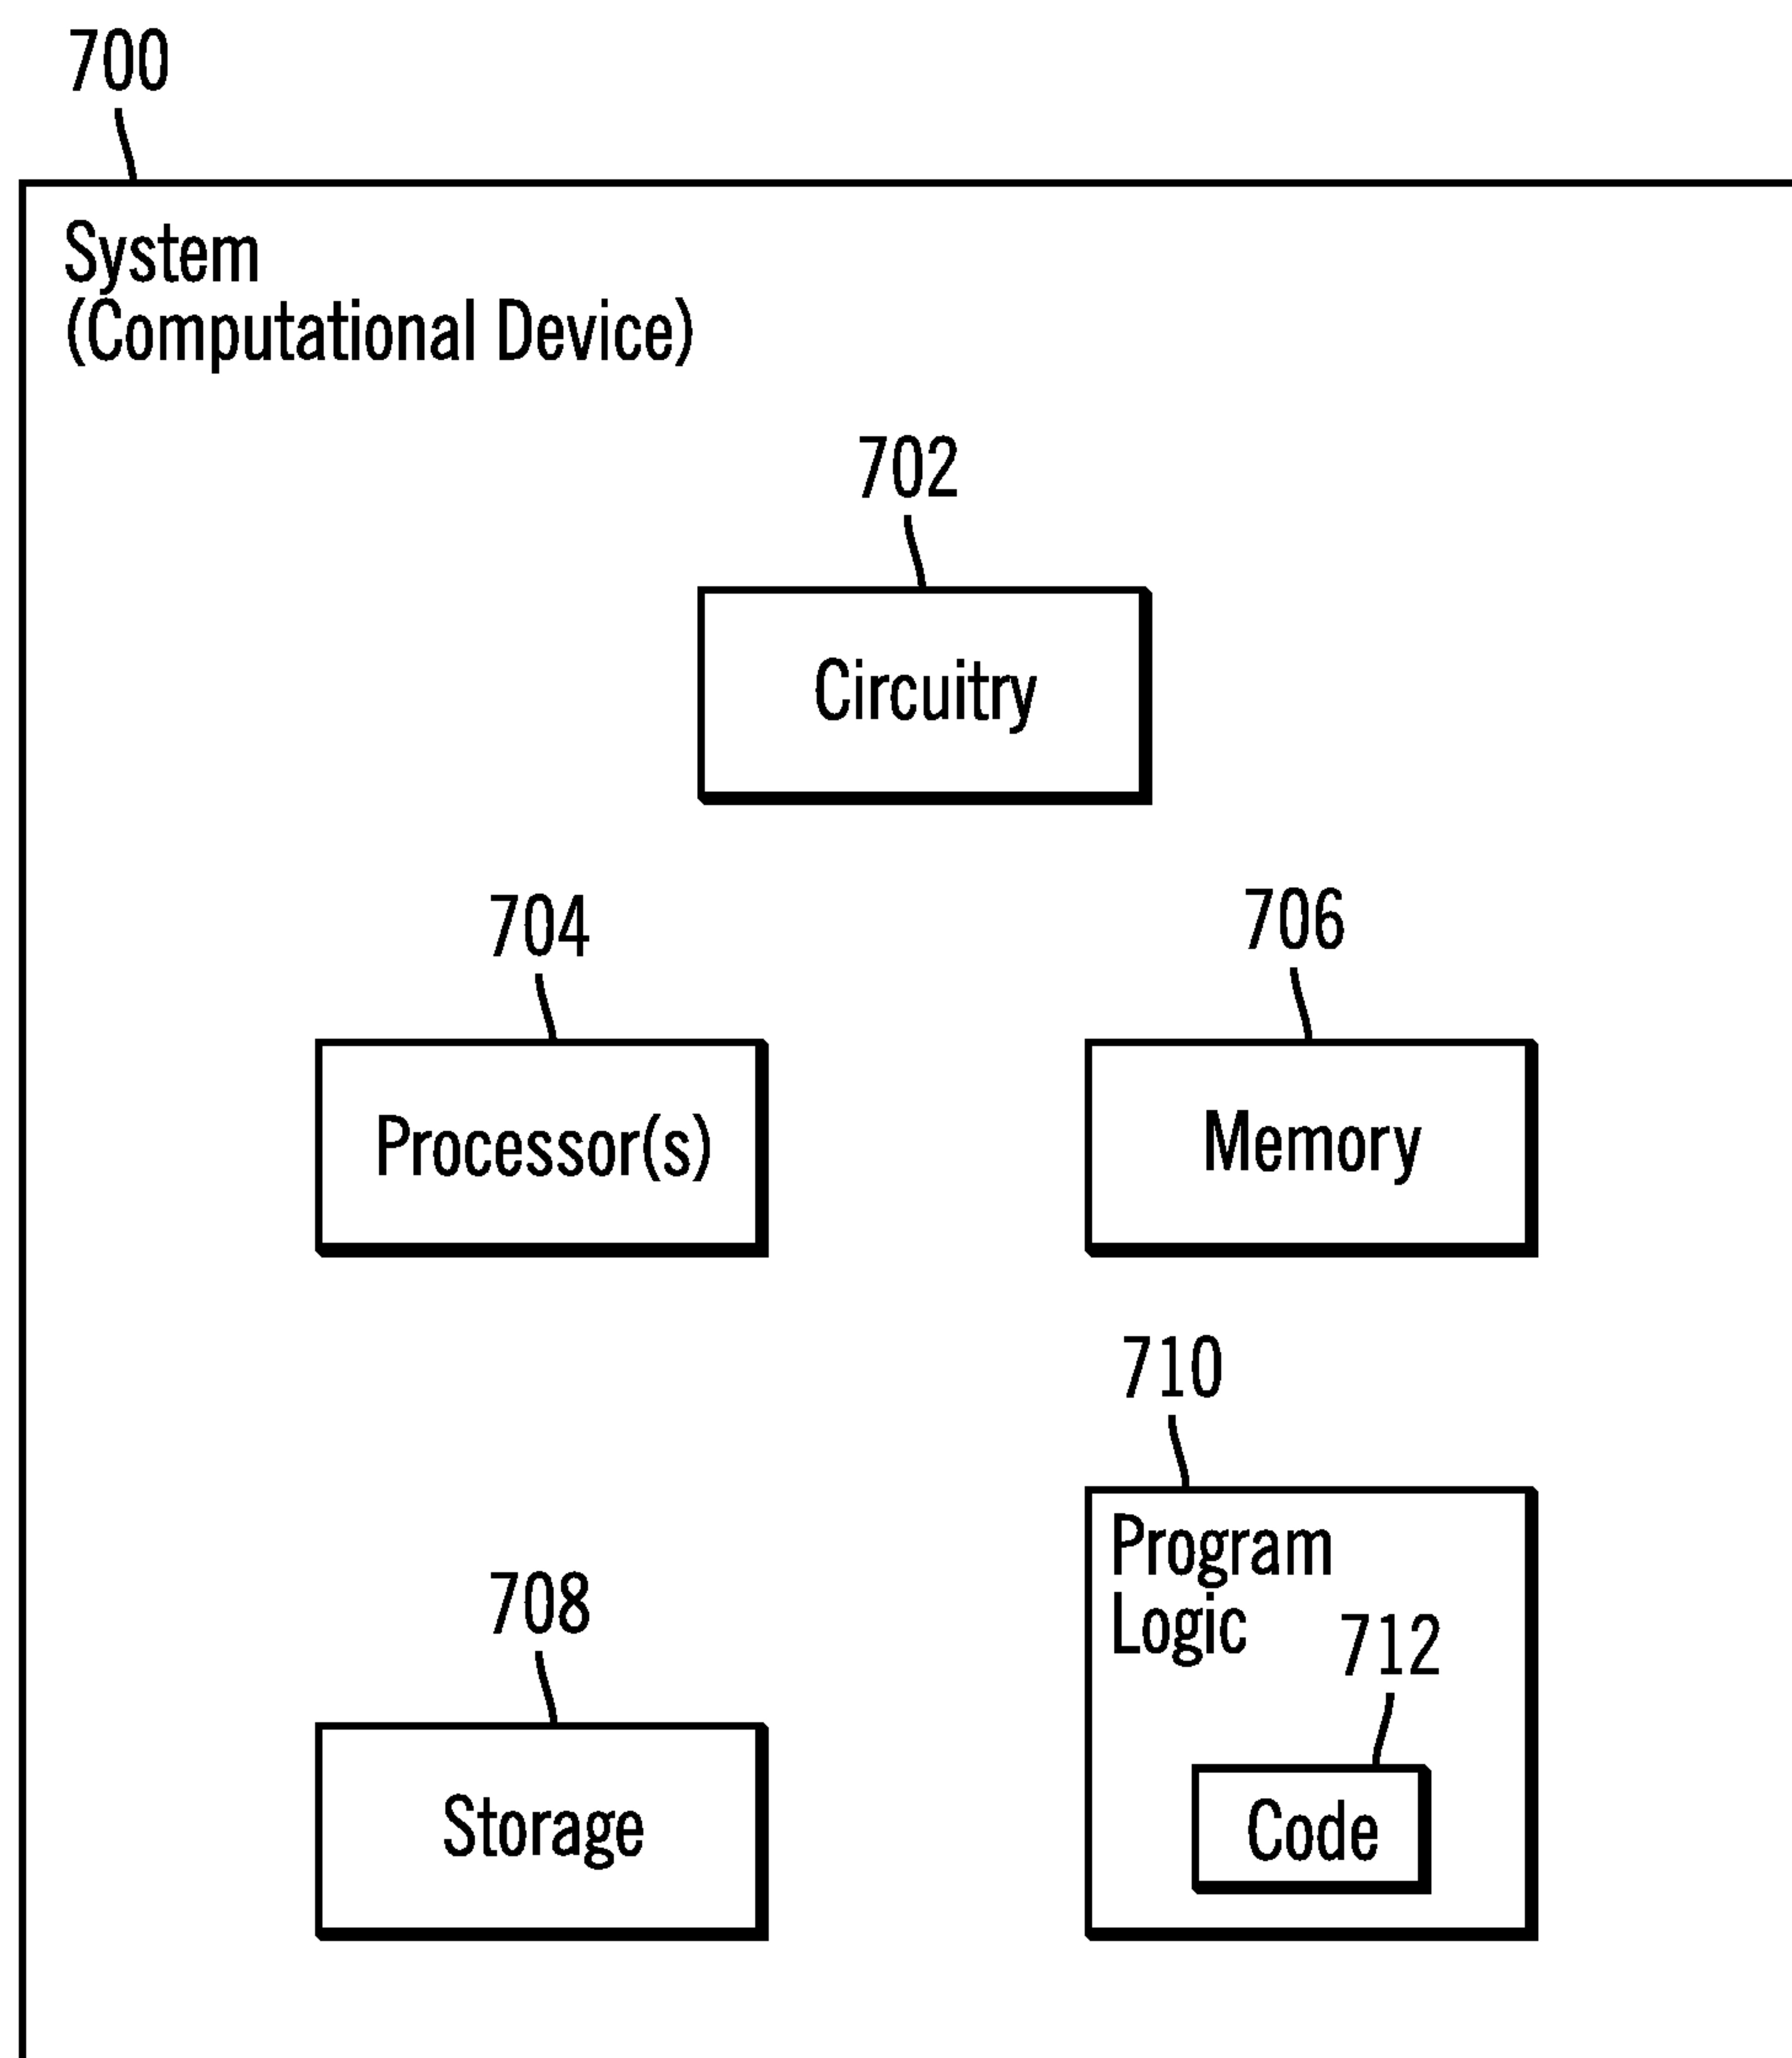 700
System
(Computational Device)
702
Circuitry
704
Processor(s)
706
Memory
708
Storage
710
Program
Logic
712
Code